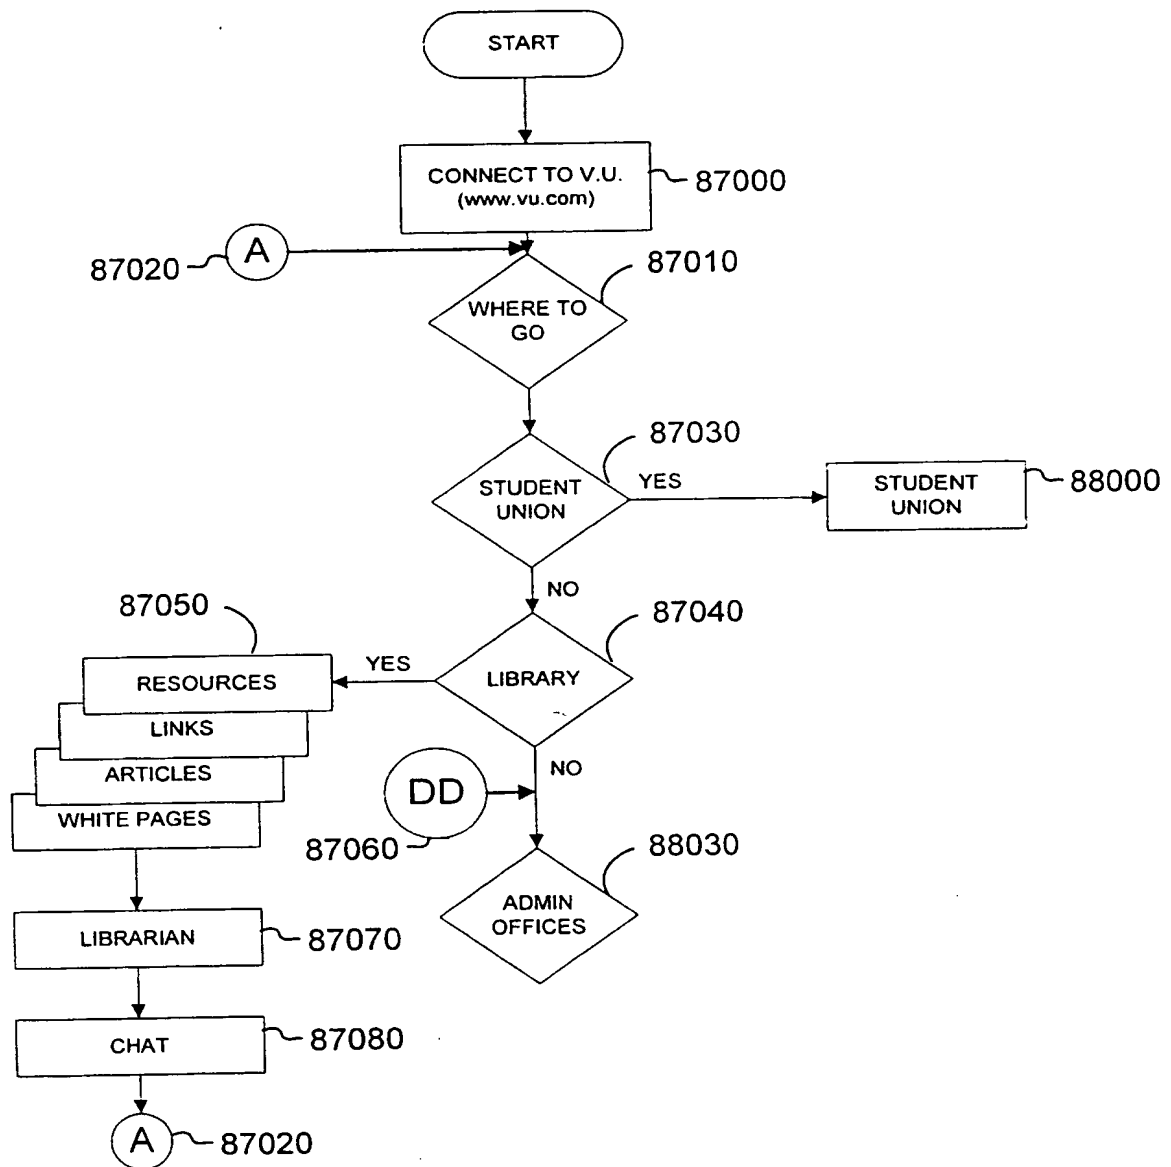 START
CONNECT TO V.U.
(www.vu.com)
87000
A
87020
87010
WHERE TO
GO
87030
STUDENT
UNION
YES
STUDENT
UNION
88000
NO
87050
87040
RESOURCES
YES
LIBRARY
LINKS
ARTICLES
WHITE PAGES
NO
DD
87060
88030
ADMIN
OFFICES
LIBRARIAN
87070
CHAT
87080
A
87020